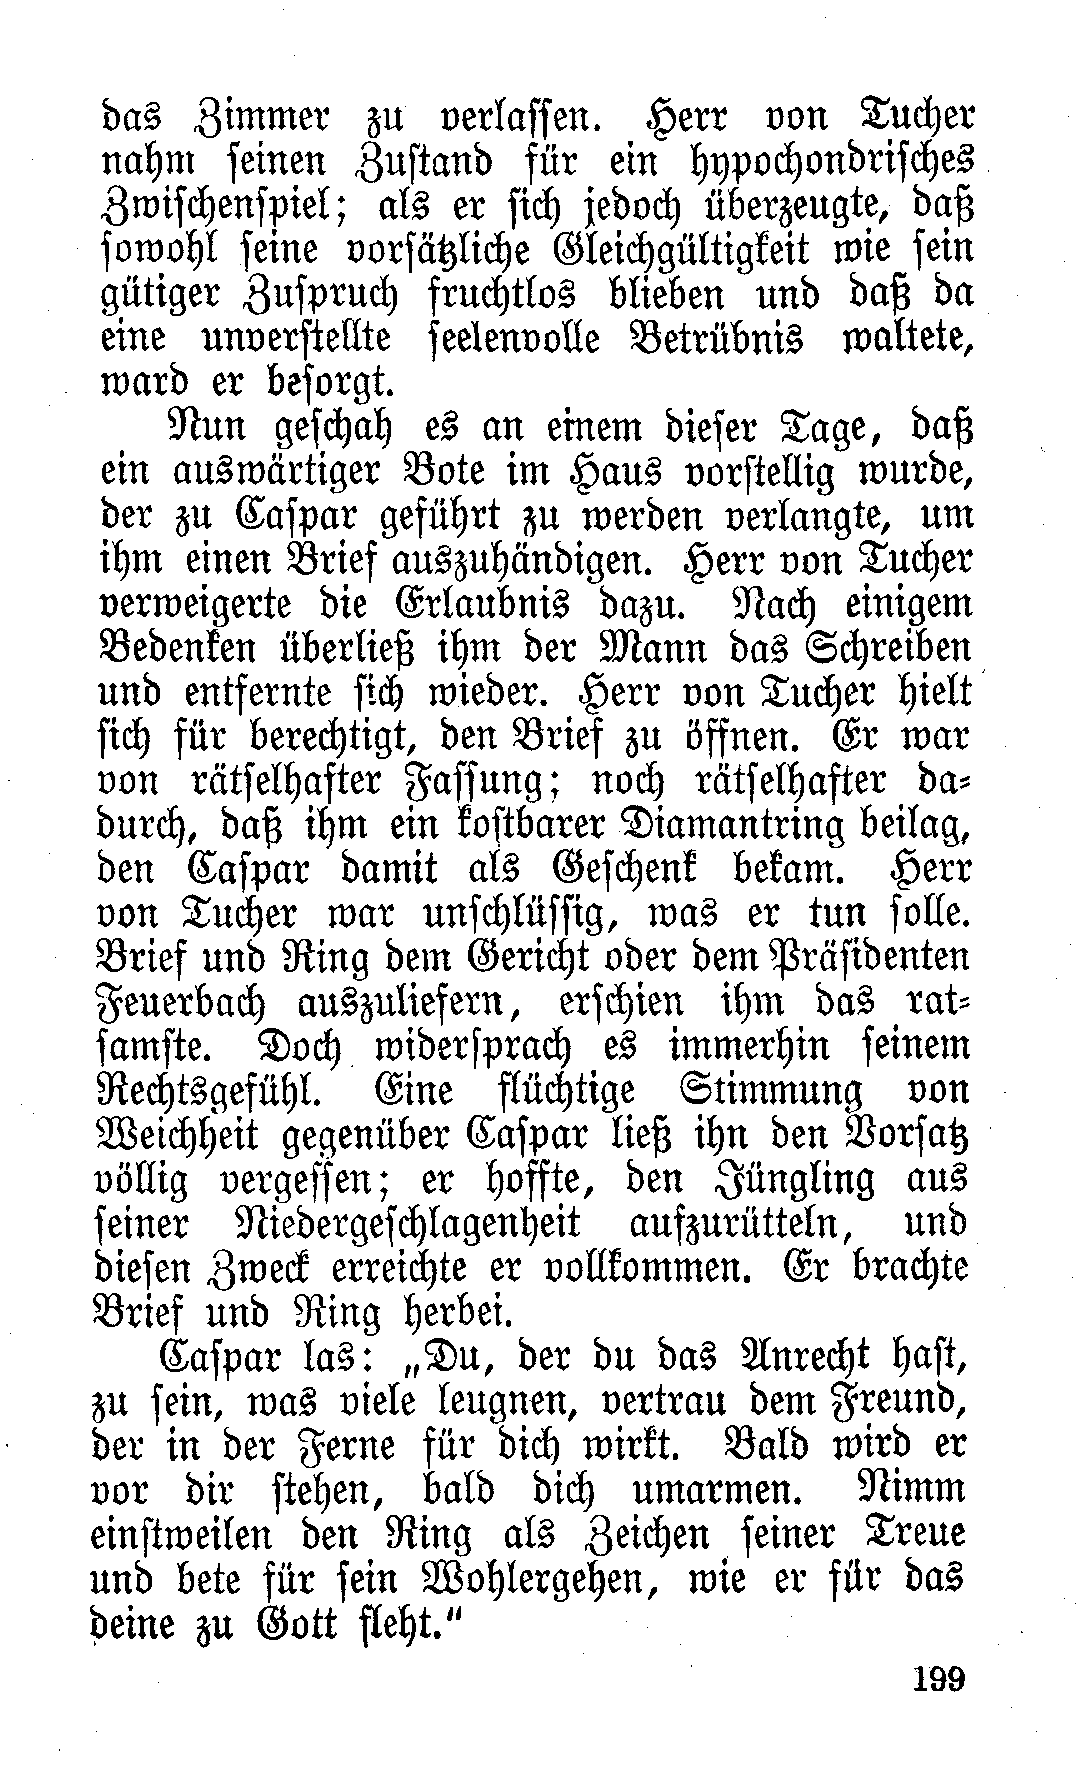 das Zimmer zu verlassen. Herr von Tucher
nahm seinen Zustand für ein hypochondrisches
Zwischenspiel; als er sich jedoch überzeugte, daß
sowohl seine vorsätzliche Gleichgültigkeit wie sein
gütiger Zuspruch fruchtlos blieben und daß da
eine unverstellte seelenvolle Betrübnis waltete,
ward er besorgt.
Nun geschah es an einem dieser Tage, daß
ein auswärtiger Bote im Haus vorstellig wurde,
der zu Caspar geführt zu werden verlangte, um
ihm einen Brief auszuhändigen. Herr von Tucher
verweigerte die Erlaubnis dazu. Nach einigem
Bedenken überließ ihm der Mann das Schreiben
und entfernte sich wieder. Herr von Tucher hielt
sich für berechtigt, den Brief zu öffnen. Er war
von rätselhafter Fassung; noch rätselhafter da-
durch, daß ihm ein kostbarer Diamantring beilag,
den Caspar damit als Geschenk bekam. Herr
von Tucher war unschlüssig, was er tun solle.
Brief und Ring dem Gericht oder dem Präsidenten
Feuerbach auszuliefern, erschien ihm das rat-
samste. Doch widersprach es immerhin seinem
Rechtsgefühl. Eine flüchtige Stimmung von
Weichheit gegenüber Caspar ließ ihn den Vorsatz
völlig vergessen; er hoffte, den Jüngling aus
seiner Niedergeschlagenheit aufzurütteln, und
diesen Zweck erreichte er vollkommen. Er brachte
Brief und Ring herbei.
Caspar las: „Du, der du das Anrecht hast,
zu sein, was viele leugnen, vertrau dem Freund,
der in der Ferne für dich wirkt. Bald wird er
vor dir stehen, bald dich umarmen. Nimm
einstweilen den Ring als Zeichen seiner Treue
und bete für sein Wohlergehen, wie er für das
deine zu Gott fleht.“
199